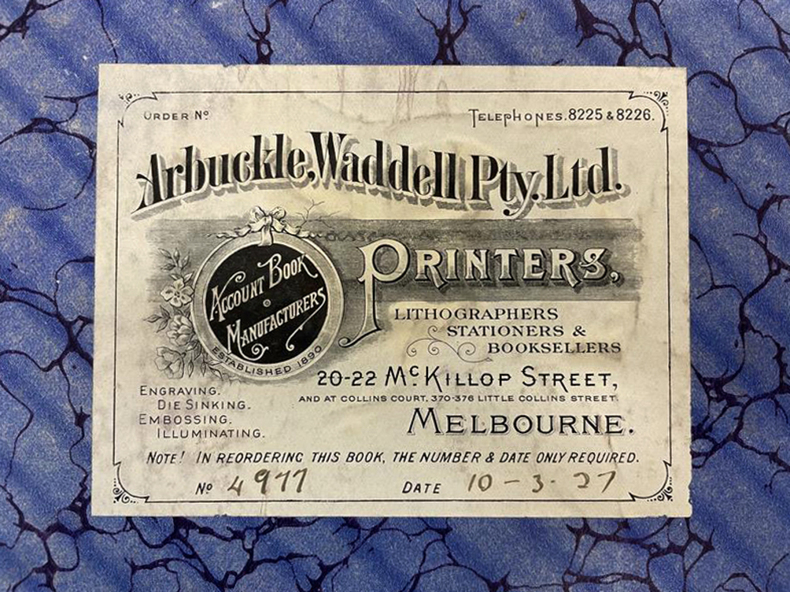 ORDER No
TELEPHONES. 8225 & 8226.
Arbuckle, Waddell Pty. Ltd.
PRINTERS,
ACCOUNT BOOK
MANUFACTURERS
ESTABLISHED 1890
LITHOGRAPHERS
STATIONERS &
BOOKSELLERS
20-22 McKILLOP STREET,
AND AT COLLINS COURT, 370-376 LITTLE COLLINS STREET
MELBOURNE.
ENGRAVING.
DIE SINKING.
EMBOSSING.
ILLUMINATING.
NOTE! IN REORDERING THIS BOOK, THE NUMBER & DATE ONLY REQUIRED.
No 4977 DATE 10-3-27